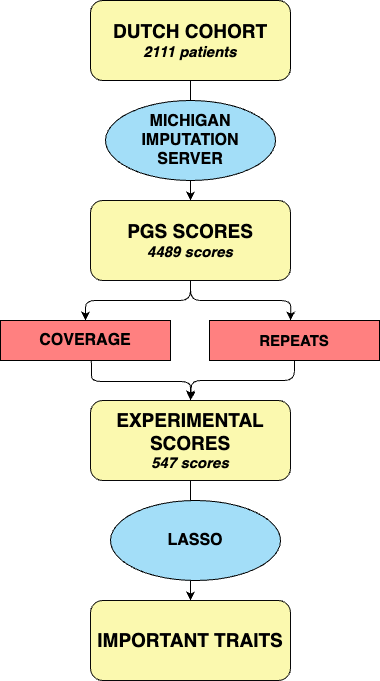 DUTCH COHORT
2111 patients
MICHIGAN
IMPUTATION
SERVER
PGS SCORES
4489 scores
COVERAGE
REPEATS
EXPERIMENTAL
SCORES
547 scores
LASSO
IMPORTANT TRAITS